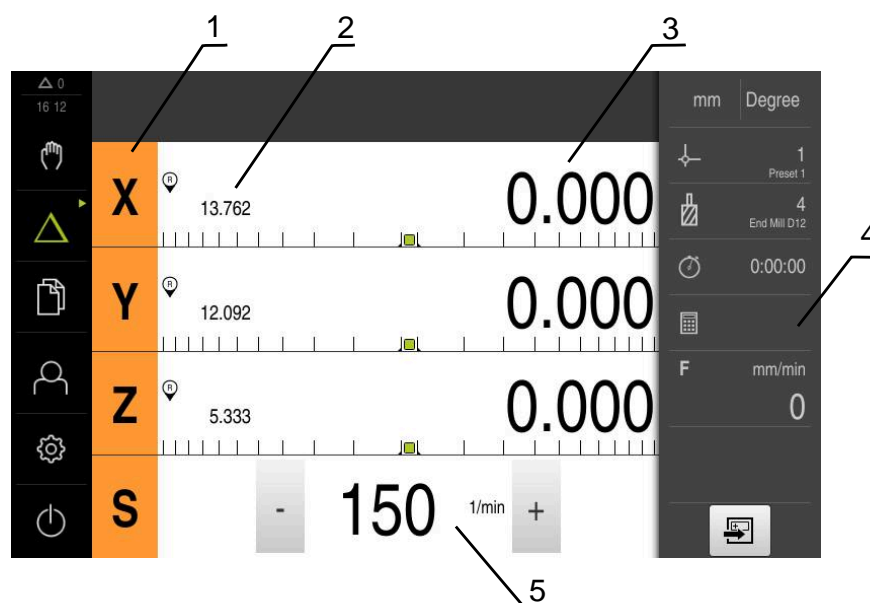 1 2 3
△ 0
16 12
mm Degree
1
Preset 1
X R 13.762 0.000
4
End Mill D12
4
0:00:00
Y R 12.092 0.000
F mm/min
0
Z R 5.333 0.000
S - 150 1/min +
5